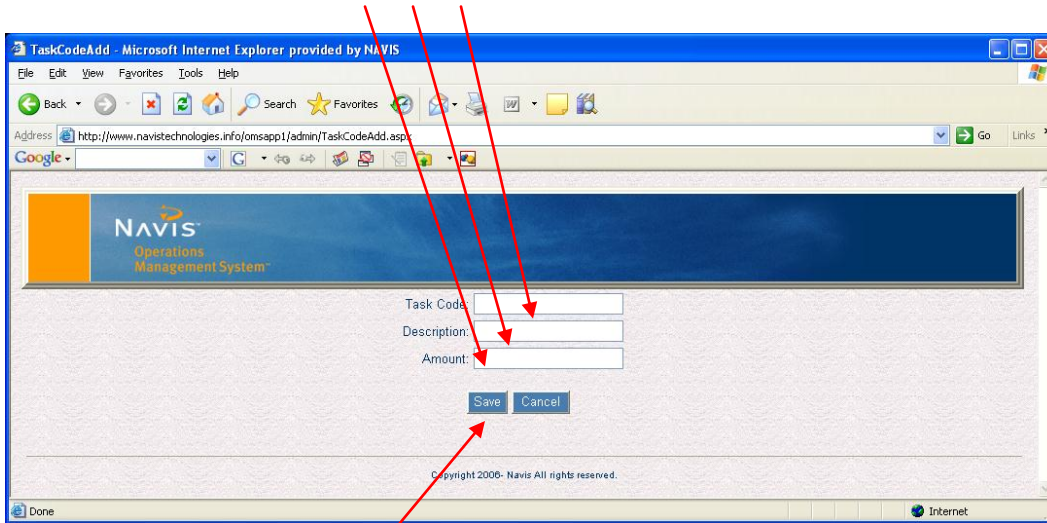 TaskCodeAdd - Microsoft Internet Explorer provided by NAVIS
File Edit View Favorites Tools Help
Back Search Favorites
Address http://www.navistechnologies.info/omsapp1/admin/TaskCodeAdd.aspx Go Links
Google
NAVIS
Operations
Management System™
Task Code:
Description:
Amount:
Save Cancel
Copyright 2006- Navis All rights reserved.
Done Internet